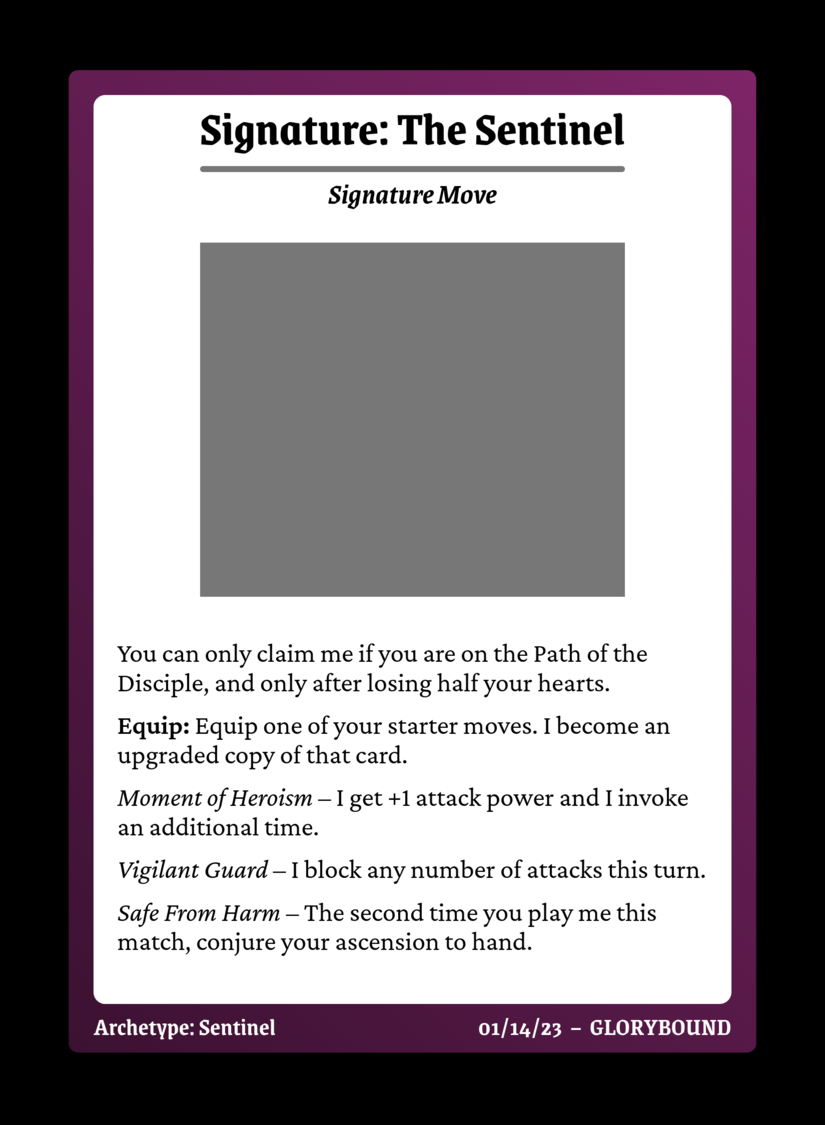 Signature: The Sentinel
Signature Move
You can only claim me if you are on the Path of the
Disciple, and only after losing half your hearts.
Equip: Equip one of your starter moves. I become an
upgraded copy of that card.
Moment of Heroism – I get +1 attack power and I invoke
an additional time.
Vigilant Guard – I block any number of attacks this turn.
Safe From Harm – The second time you play me this
match, conjure your ascension to hand.
Archetype: Sentinel
01/14/23 – GLORYBOUND